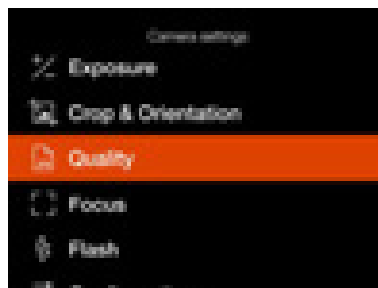 Camera settings
Exposure
Crop & Orientation
Quality
Focus
Flash